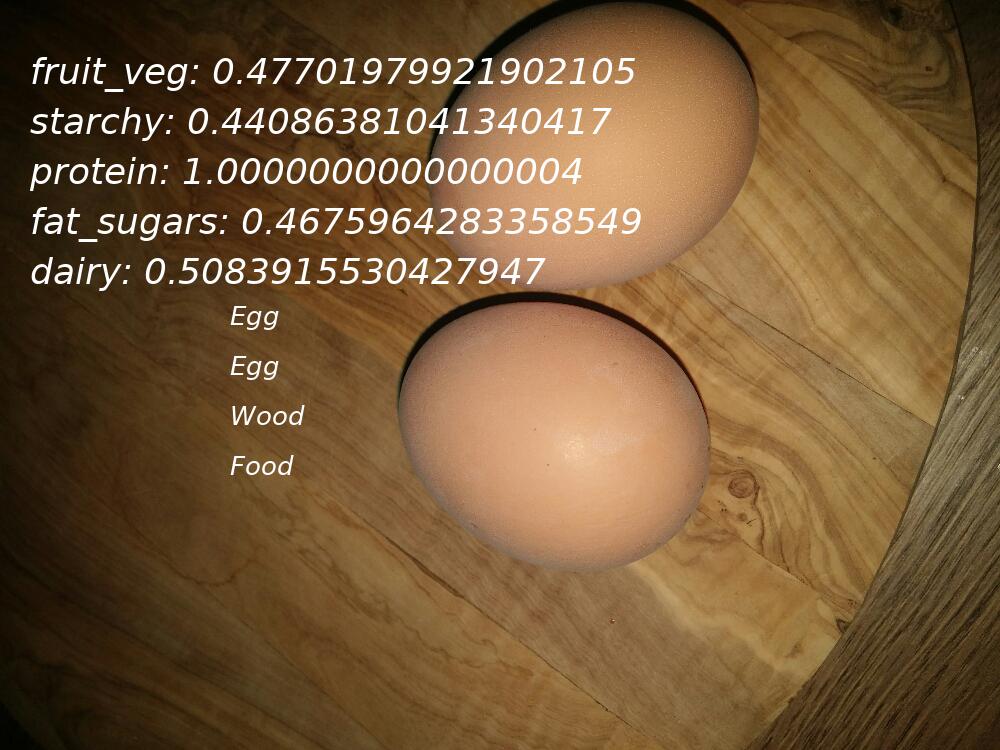 fruit_veg: 0.47701979921902105
starchy: 0.44086381041340417
protein: 1.0000000000000004
fat_sugars: 0.4675964283358549
dairy: 0.5083915530427947
Egg
Egg
Wood
Food